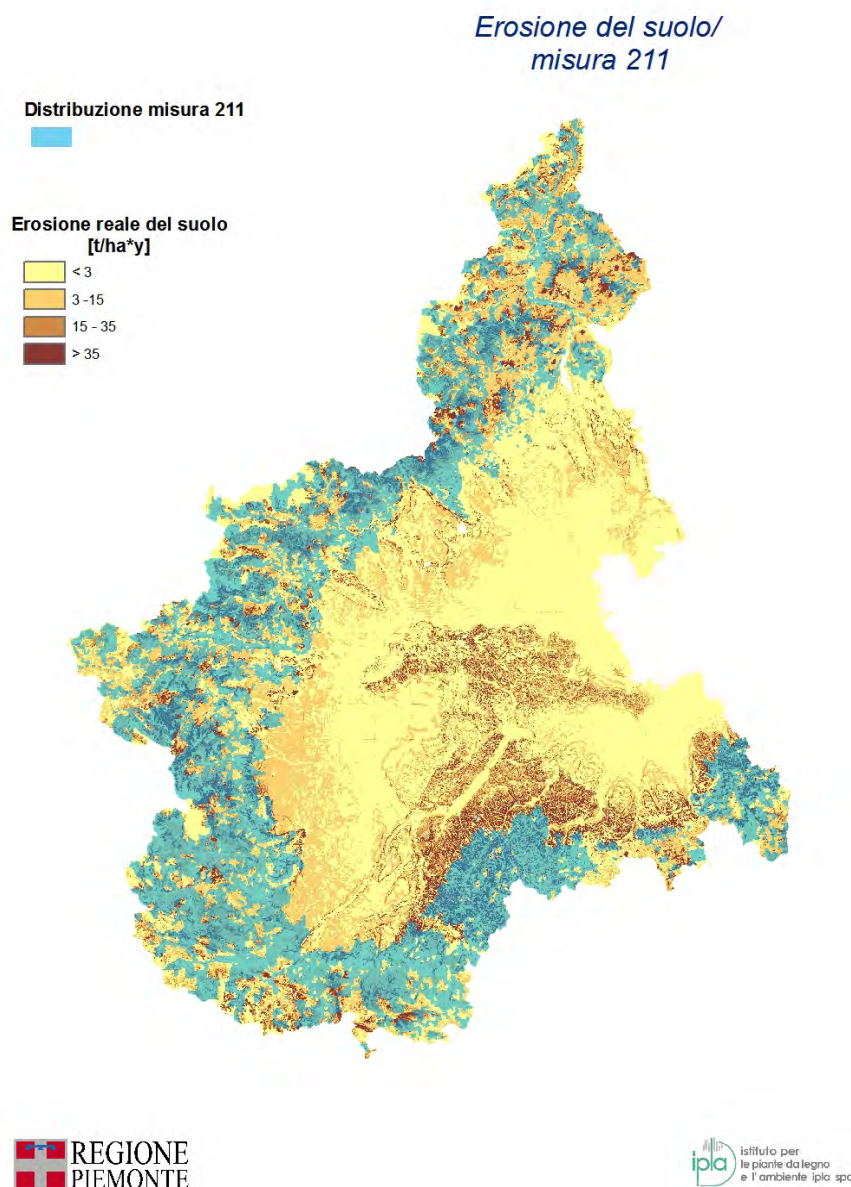 Erosione del suolo/
misura 211
Distribuzione misura 211
Erosione reale del suolo
[t/ha*y]
< 3
3 -15
15 - 35
> 35
REGIONE
PIEMONTE
ipla
istituto per
le piante da legno
e l'ambiente ipla spa